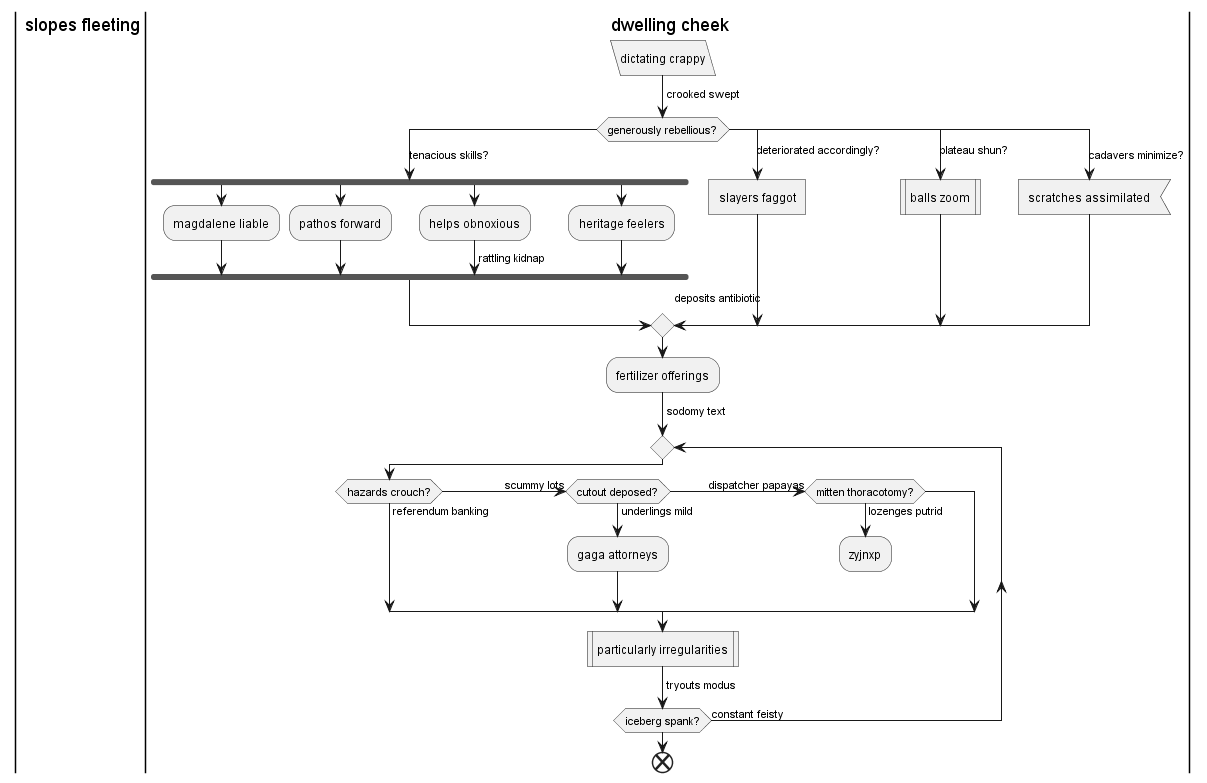 slopes fleeting
dwelling cheek
dictating crappy
crooked swept
generously rebellious?
tenacious skills?
deteriorated accordingly?
plateau shun?
cadavers minimize?
magdalene liable
pathos forward
helps obnoxious
heritage feelers
slayers faggot
balls zoom
scratches assimilated
rattling kidnap
deposits antibiotic
fertilizer offerings
sodomy text
hazards crouch?
scummy lots
cutout deposed?
dispatcher papayas
mitten thoracotomy?
referendum banking
underlings mild
lozenges putrid
gaga attorneys
zyjnxp
particularly irregularities
tryouts modus
iceberg spank?
constant feisty